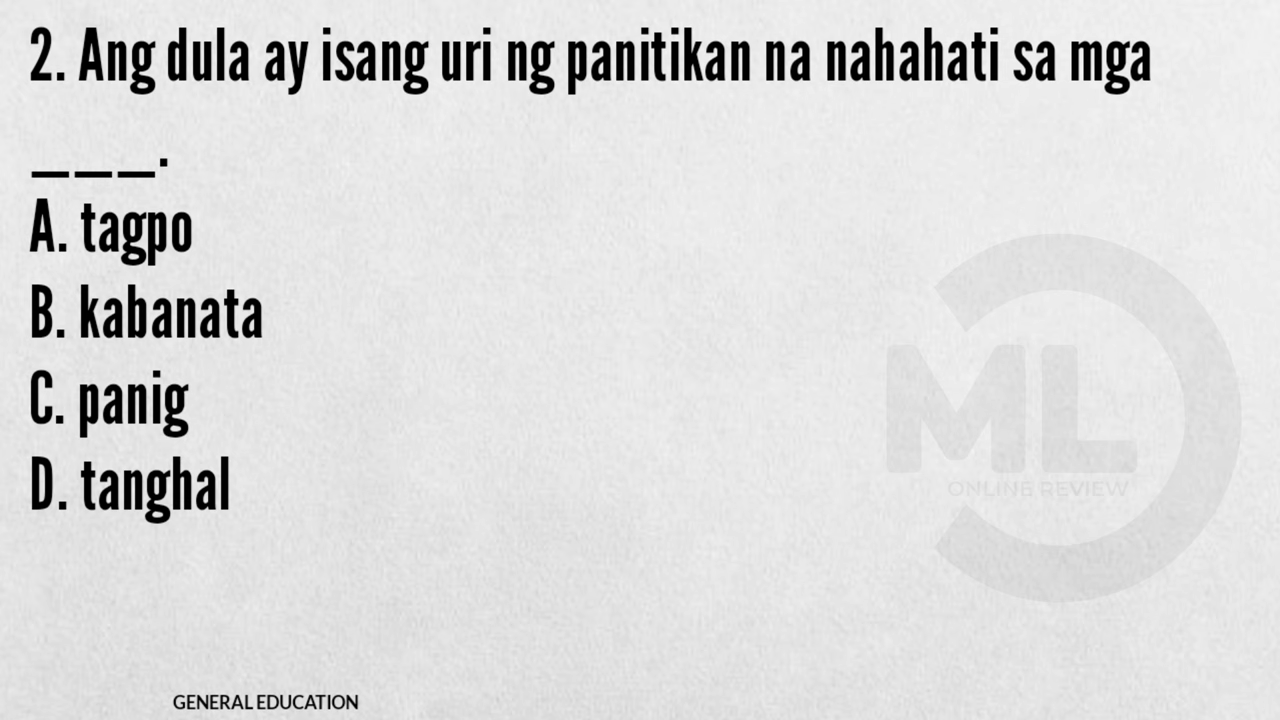 2. Ang dula ay isang uri ng panitikan na nahahati sa mga
___.
A. tagpo
B. kabanata
C. panig
D. tanghal
ML
ONLINE REVIEW
GENERAL EDUCATION